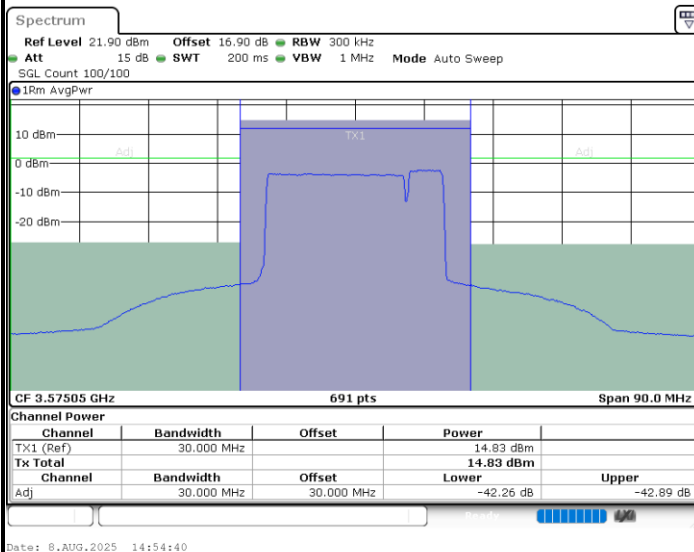 Spectrum
Ref Level 21.90 dBm Offset 16.90 dB RBW 300 kHz
Att 15 dB SWT 200 ms VBW 1 MHz Mode Auto Sweep
SGL Count 100/100
1Rm AvgPwr
TX1
10 dBm
Adj Adj
0 dBm
-10 dBm
-20 dBm
CF 3.57505 GHz 691 pts Span 90.0 MHz
Channel Power
Channel Bandwidth Offset Power
TX1 (Ref) 30.000 MHz 14.83 dBm
Tx Total 14.83 dBm
Channel Bandwidth Offset Lower Upper
Adj 30.000 MHz 30.000 MHz -42.26 dB -42.89 dB
Ready
Date: 8.AUG.2025 14:54:40